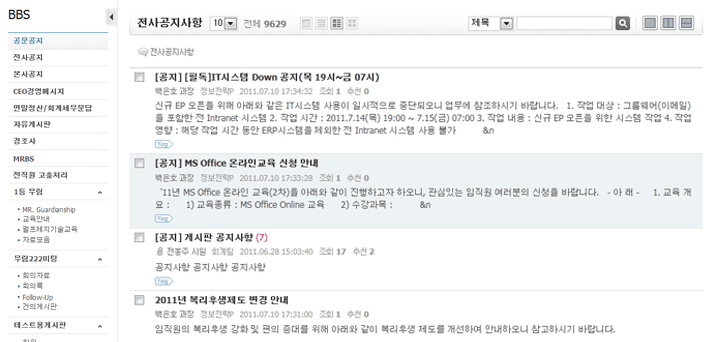 BBS
공문공지
전사공지
본사공지
CEO경영메시지
연말정산/회계세무문답
자유게시판
경조사
MRBS
전직원 고충처리
1등 무림
MR. Guardianship
교육안내
펄프제지기술교육
자료모음
무림222미팅
회의자료
회의록
Follow-Up
건의게시판
테스트용게시판
전사공지사항 10 전체 9629 제목
전사공지사항
[공지] [필독]IT시스템 Down 공지(목 19시~금 07시)
백은호 과장 정보전략P 2011.07.10 17:34:32 조회 1 추천 0
신규 EP 오픈을 위해 아래와 같은 IT시스템 사용이 일시적으로 중단되오니 업무에 참조하시기 바랍니다. 1. 작업 대상 : 그룹웨어(이메일)
를 포함한 전 Intranet 시스템 2. 작업 시간 : 2011.7.14(목) 19:00 ~ 7.15(금) 07:00 3. 작업 내용 : 신규 EP 오픈을 위한 시스템 작업 4. 작업
영향 : 해당 작업 시간 동안 ERP시스템를 제외한 전 Intranet 시스템 사용 불가 &n
Tag
[공지] MS Office 온라인교육 신청 안내
백은호 과장 정보전략P 2011.07.10 17:33:28 조회 1 추천 0
'11년 MS Office 온라인 교육(2차)을 아래와 같이 진행하고자 하오니, 관심있는 임직원 여러분의 신청을 바랍니다. - 아 래 - 1. 교육 개
요 : 1) 교육종류 : MS Office Online 교육 2) 수강과목 : &n
Tag
[공지] 게시판 공지사항 (7)
전홍주 사원 회계팀 2011.06.28 15:03:40 조회 17 추천 2
공지사항 공지사항 공지사항
Tag
2011년 복리후생제도 변경 안내
백은호 과장 정보전략P 2011.07.10 17:31:00 조회 1 추천 0
임직원의 복리후생 강화 및 편의 증대를 위해 아래와 같이 복리후생 제도를 개선하여 안내하오니 참고하시기 바랍니다.